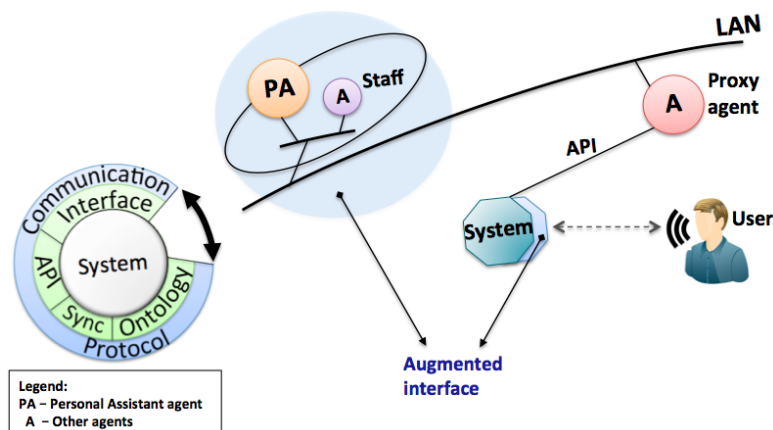 LAN
PA
A
Staff
A
Proxy
agent
API
Communication
Interface
API
System
Sync
Ontology
Protocol
System
User
Augmented
interface
Legend:
PA – Personal Assistant agent
A – Other agents